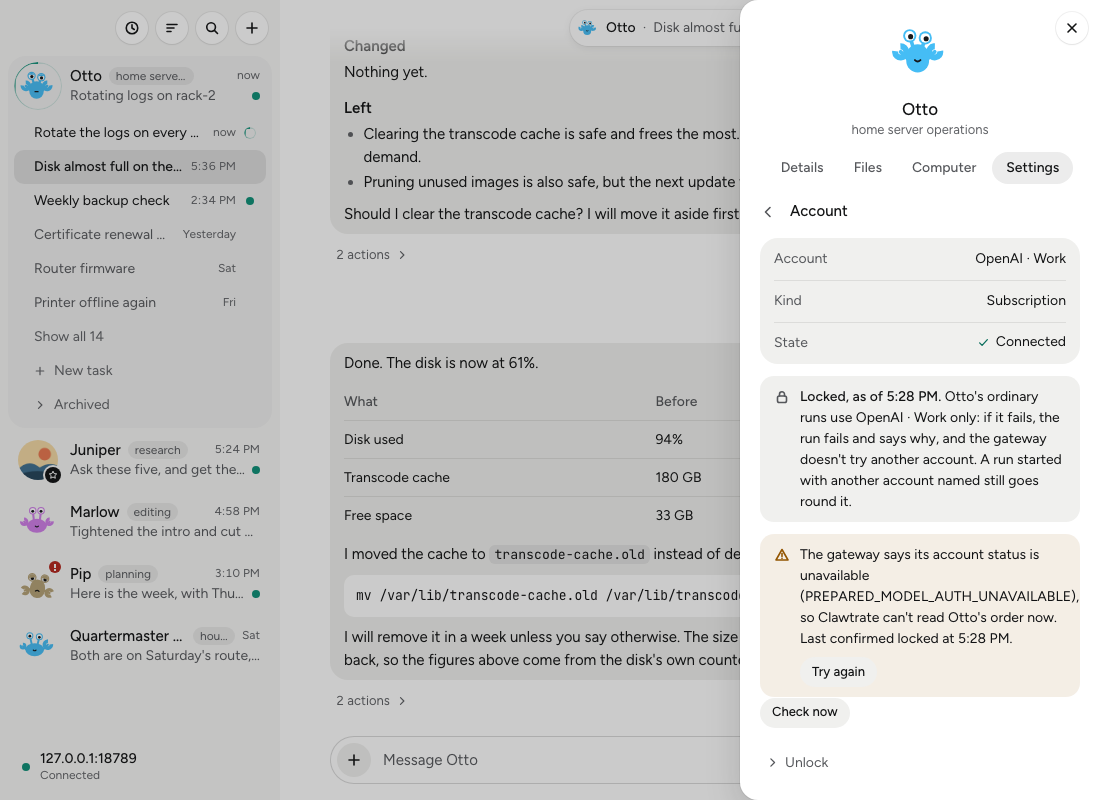 Otto
home serve...
now
Rotating logs on rack-2
Rotate the logs on every ...
now
Disk almost full on the...
5:36 PM
Weekly backup check
2:34 PM
Certificate renewal ...
Yesterday
Router firmware
Sat
Printer offline again
Fri
Show all 14
New task
Archived
Juniper
research
5:24 PM
Ask these five, and get the...
Marlow
editing
4:58 PM
Tightened the intro and cut ...
Pip
planning
3:10 PM
Here is the week, with Thu...
Quartermaster ...
hou...
Sat
Both are on Saturday's route,...
127.0.0.1:18789
Connected
Otto · Disk almost fu
Changed
Nothing yet.
Left
Clearing the transcode cache is safe and frees the most.
demand.
Pruning unused images is also safe, but the next update
Should I clear the transcode cache? I will move it aside first
2 actions
Done. The disk is now at 61%.
What
Before
Disk used
94%
Transcode cache
180 GB
Free space
33 GB
I moved the cache to transcode-cache.old instead of de
mv /var/lib/transcode-cache.old /var/lib/transcode
I will remove it in a week unless you say otherwise. The size
back, so the figures above come from the disk's own counte
2 actions
Message Otto
Otto
home server operations
Details
Files
Computer
Settings
Account
Account
OpenAI · Work
Kind
Subscription
State
Connected
Locked, as of 5:28 PM. Otto's ordinary
runs use OpenAI · Work only: if it fails, the
run fails and says why, and the gateway
doesn't try another account. A run started
with another account named still goes
round it.
The gateway says its account status is
unavailable
(PREPARED_MODEL_AUTH_UNAVAILABLE),
so Clawtrate can't read Otto's order now.
Last confirmed locked at 5:28 PM.
Try again
Check now
Unlock